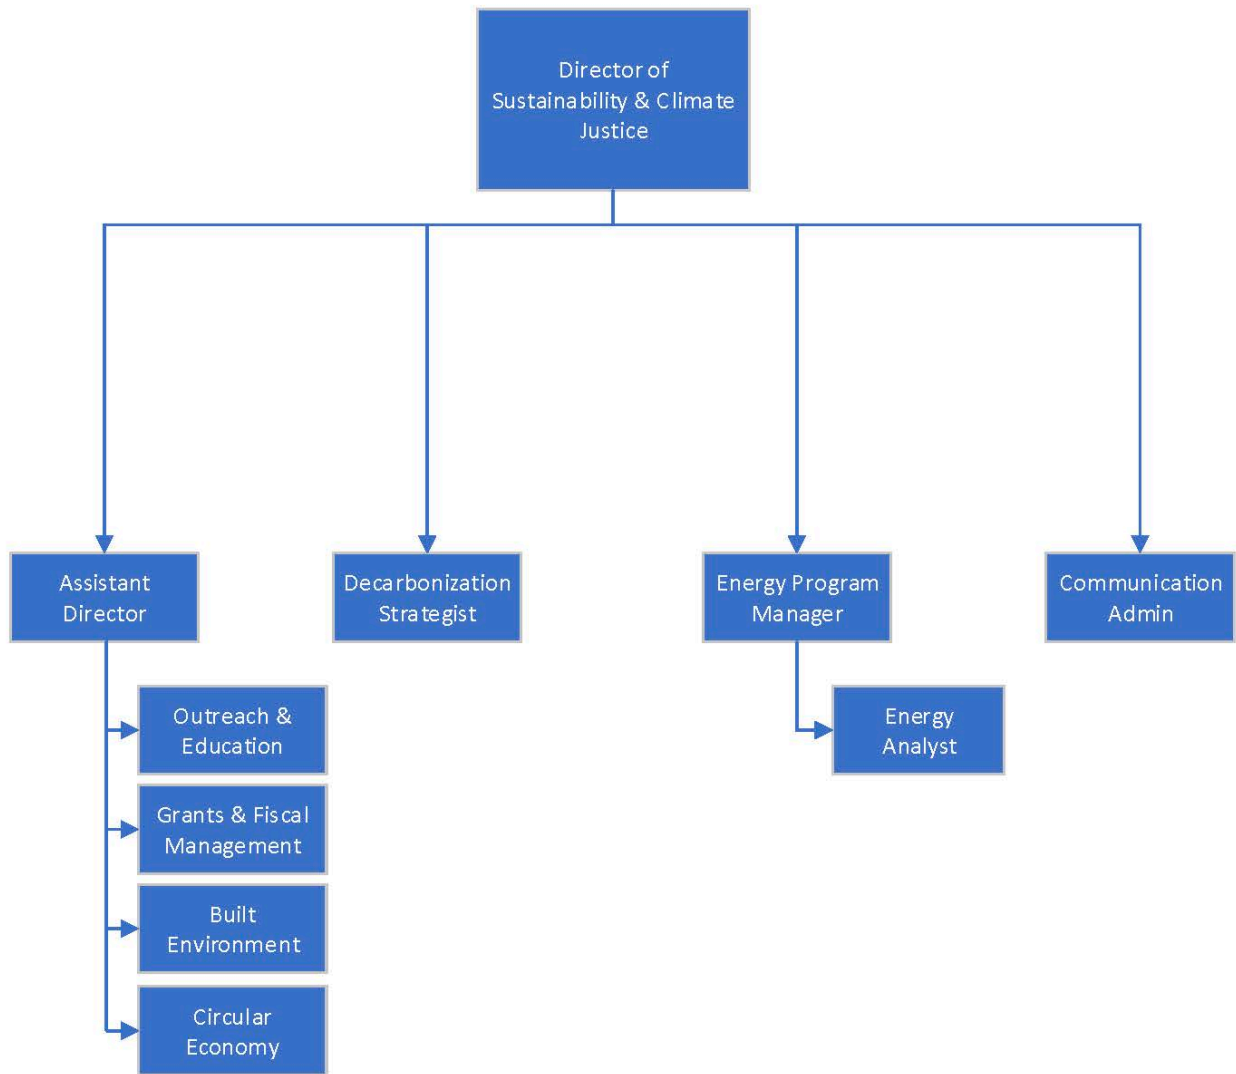 Director of
Sustainability & Climate
Justice
Assistant
Director
Decarbonization
Strategist
Energy Program
Manager
Communication
Admin
Outreach &
Education
Energy
Analyst
Grants & Fiscal
Management
Built
Environment
Circular
Economy